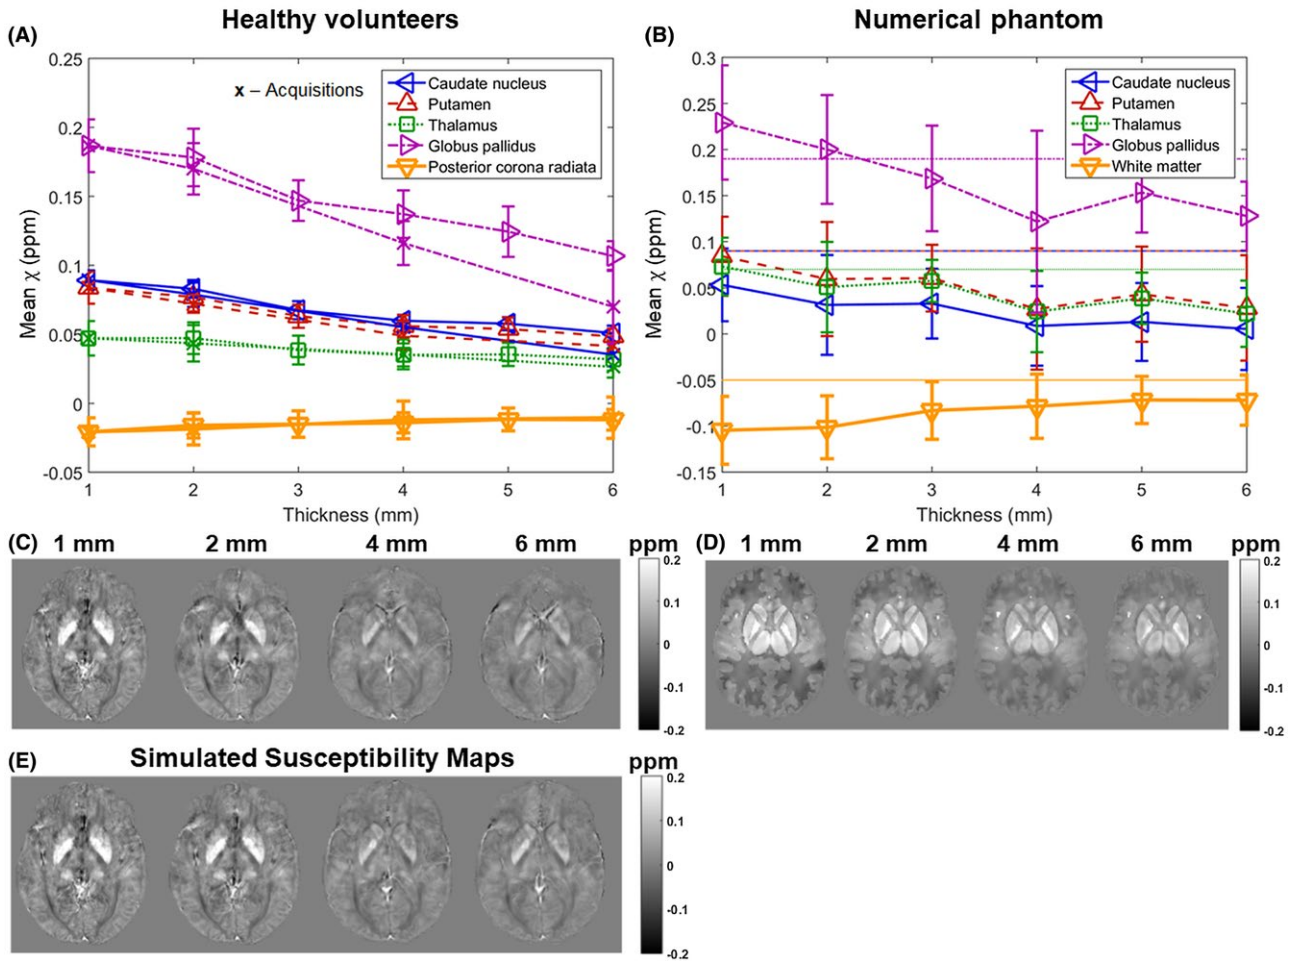 Healthy volunteers
Numerical phantom
(A)
(B)
x – Acquisitions
Caudate nucleus
Putamen
Thalamus
Globus pallidus
Posterior corona radiata
Mean χ (ppm)
0.25
0.2
0.15
0.1
0.05
0
-0.05
1 2 3 4 5 6
Thickness (mm)
Caudate nucleus
Putamen
Thalamus
Globus pallidus
White matter
Mean χ (ppm)
0.3
0.25
0.2
0.15
0.1
0.05
0
-0.05
-0.1
-0.15
1 2 3 4 5 6
Thickness (mm)
(C) 1 mm 2 mm 4 mm 6 mm ppm
0.2
0.1
0
-0.1
-0.2
(D) 1 mm 2 mm 4 mm 6 mm ppm
0.2
0.1
0
-0.1
-0.2
(E) Simulated Susceptibility Maps ppm
0.2
0.1
0
-0.1
-0.2